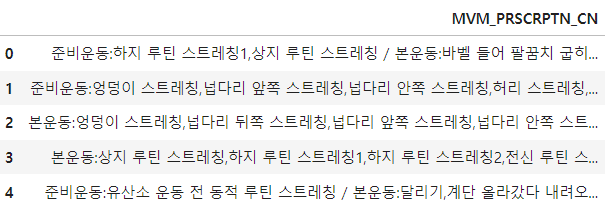 MVM_PRSCRPTN_CN
0 준비운동:하지 루틴 스트레칭1,상지 루틴 스트레칭 / 본운동:바벨 들어 팔꿈치 굽히...
1 준비운동:엉덩이 스트레칭,넙다리 앞쪽 스트레칭,넙다리 안쪽 스트레칭,허리 스트레칭,...
2 본운동:엉덩이 스트레칭,넙다리 뒤쪽 스트레칭,넙다리 앞쪽 스트레칭,넙다리 안쪽 스트...
3 본운동:상지 루틴 스트레칭,하지 루틴 스트레칭1,하지 루틴 스트레칭2,전신 루틴 스...
4 준비운동:유산소 운동 전 동적 루틴 스트레칭 / 본운동:달리기,계단 올라갔다 내려오...